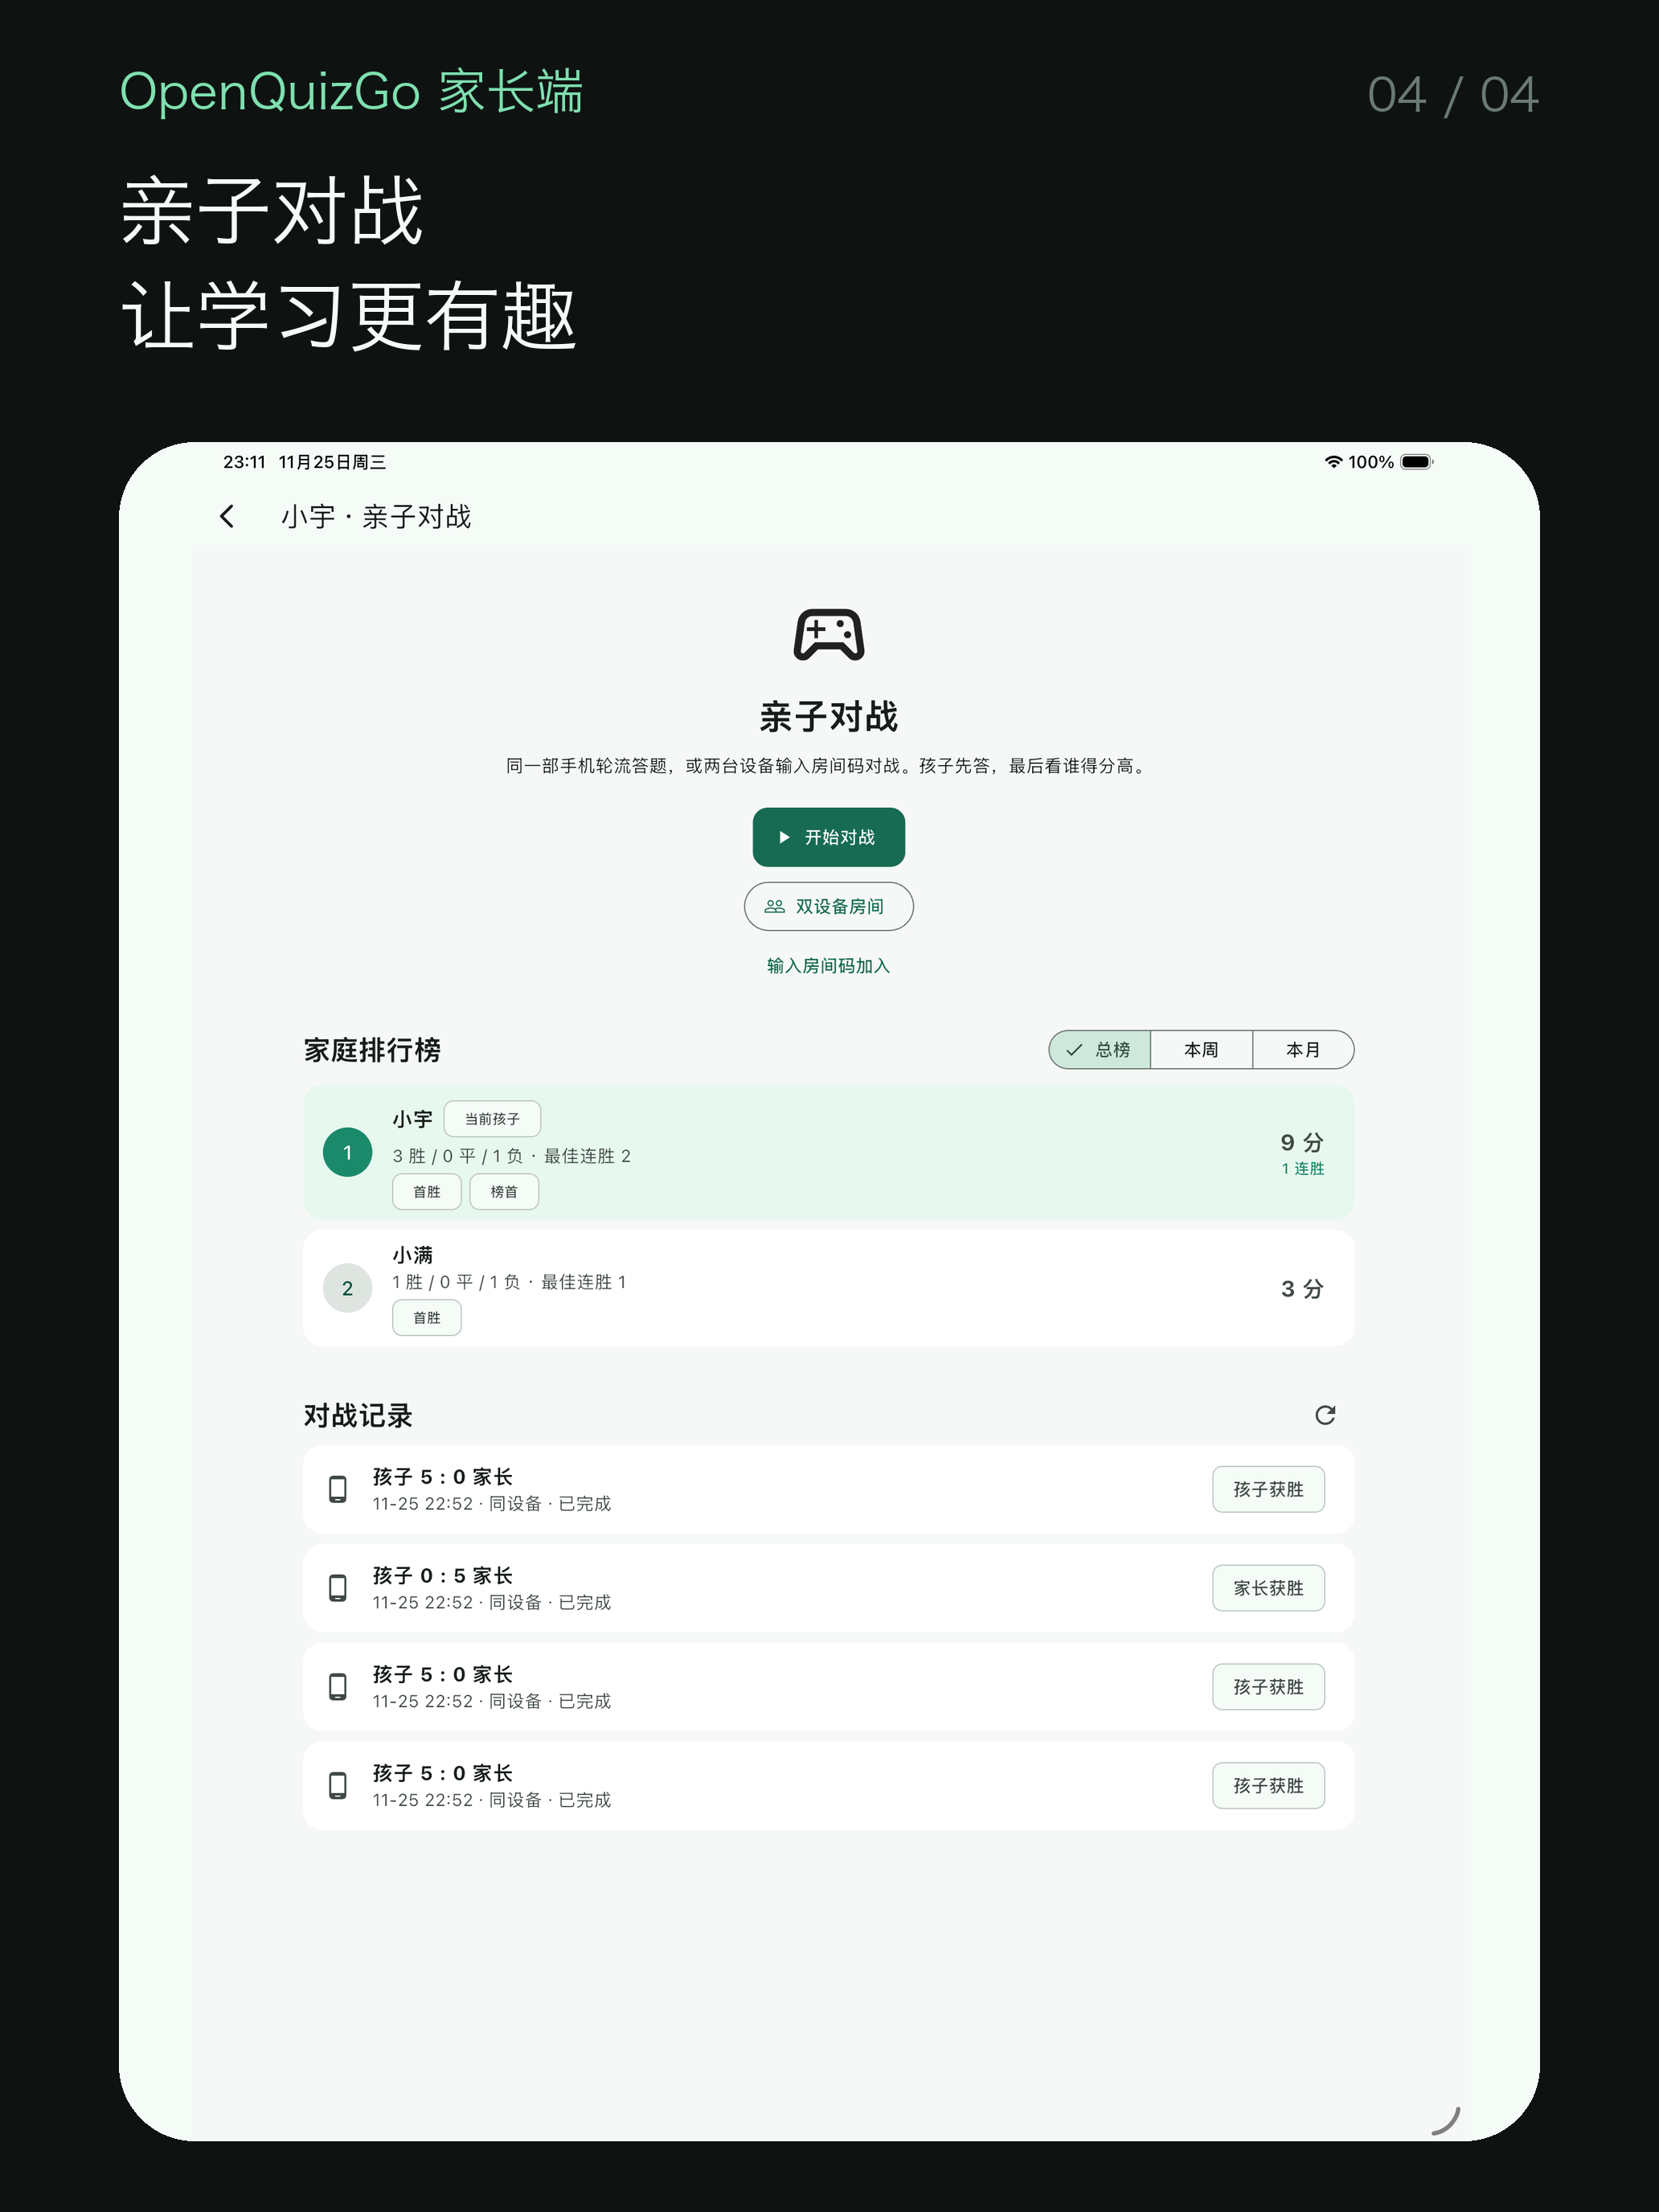 OpenQuizGo 家长端
04 / 04
亲子对战
让学习更有趣
23:11 11月25日周三
100%
小宇 · 亲子对战
亲子对战
同一部手机轮流答题，或两台设备输入房间码对战。孩子先答，最后看谁得分高。
开始对战
双设备房间
输入房间码加入
家庭排行榜
总榜 本周 本月
1
小宇 当前孩子
3 胜 / 0 平 / 1 负 · 最佳连胜 2
首胜 榜首
9 分
1 连胜
2
小满
1 胜 / 0 平 / 1 负 · 最佳连胜 1
首胜
3 分
对战记录
孩子 5 : 0 家长
11-25 22:52 · 同设备 · 已完成
孩子获胜
孩子 0 : 5 家长
11-25 22:52 · 同设备 · 已完成
家长获胜
孩子 5 : 0 家长
11-25 22:52 · 同设备 · 已完成
孩子获胜
孩子 5 : 0 家长
11-25 22:52 · 同设备 · 已完成
孩子获胜